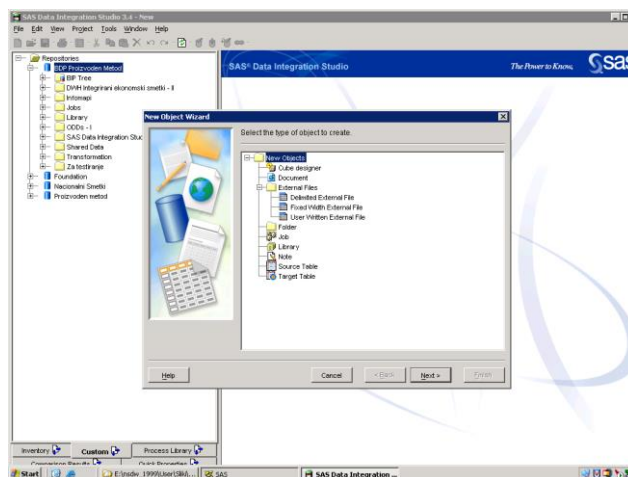 SAS Data Integration Studio 3.4 - New
File Edit View Project Tools Window Help
Repositories
BDP Proizvoden Metod
BIP Tree
DWH Integrirani ekonomski smetki - II
Infomapi
Jobs
Library
ODDs - I
SAS Data Integration Stud
Shared Data
Transformation
Za testiranje
Foundation
Nacionalni Smetki
Proizvoden metod
SAS® Data Integration Studio
The Power to Know.
sas
New Object Wizard
Select the type of object to create.
New Objects
Cube designer
Document
External Files
Delimited External File
Fixed Width External File
User Written External File
Folder
Job
Library
Note
Source Table
Target Table
Help
Cancel
< Back
Next >
Finish
Inventory
Custom
Process Library
Comparison Results
Quick Properties
Start
SAS
SAS Data Integration ...